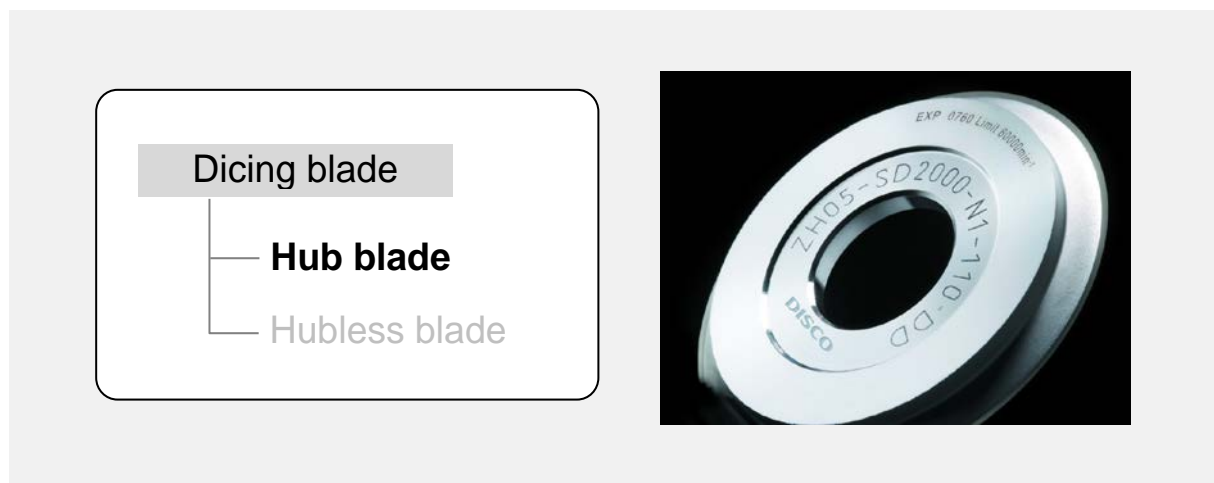 Dicing blade
Hub blade
Hubless blade
EXP 0760 Limit 60000min-1
ZH05-SD2000-N1-110-DD
DISCO